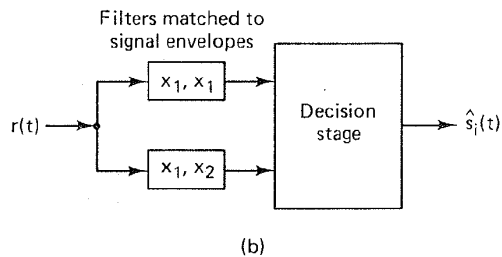 Filters matched to
signal envelopes
x₁, x₁
r(t)
Decision
stage
ŝᵢ(t)
x₁, x₂
(b)